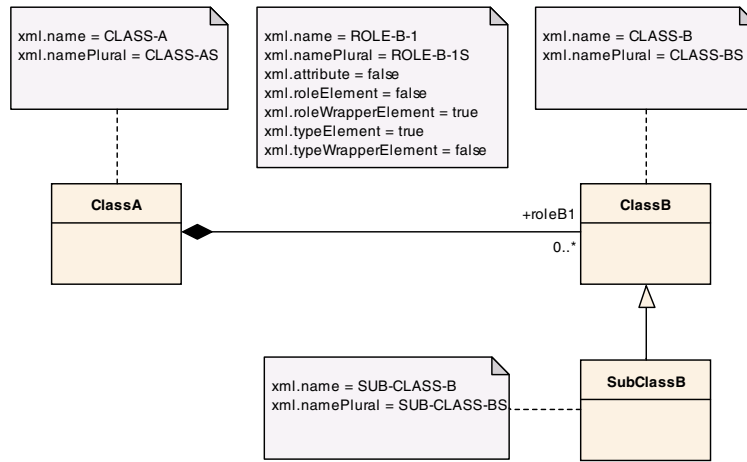 xml.name = CLASS-A
xml.namePlural = CLASS-AS
xml.name = ROLE-B-1
xml.namePlural = ROLE-B-1S
xml.attribute = false
xml.roleElement = false
xml.roleWrapperElement = true
xml.typeElement = true
xml.typeWrapperElement = false
xml.name = CLASS-B
xml.namePlural = CLASS-BS
ClassA
+roleB1
0..*
ClassB
xml.name = SUB-CLASS-B
xml.namePlural = SUB-CLASS-BS
SubClassB